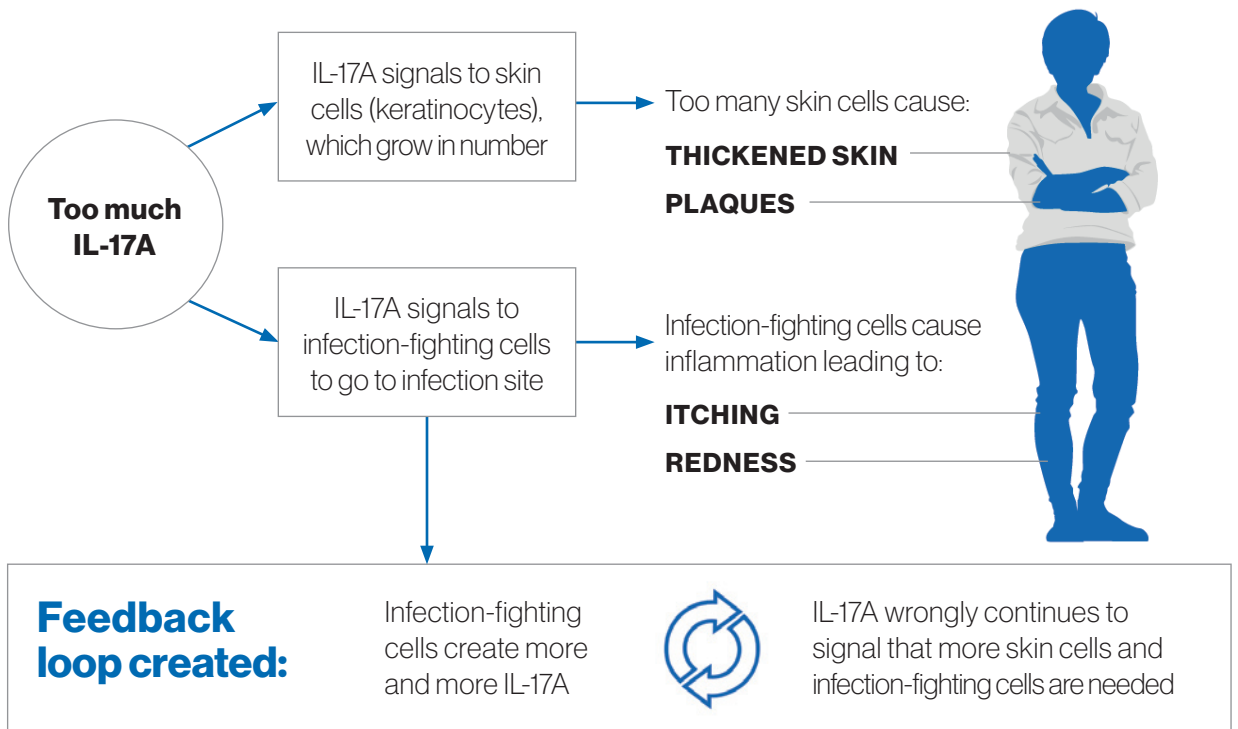 Too much
IL-17A
IL-17A signals to skin
cells (keratinocytes),
which grow in number
Too many skin cells cause:
THICKENED SKIN
PLAQUES
IL-17A signals to
infection-fighting cells
to go to infection site
Infection-fighting cells cause
inflammation leading to:
ITCHING
REDNESS
Feedback
loop created:
Infection-fighting
cells create more
and more IL-17A
IL-17A wrongly continues to
signal that more skin cells and
infection-fighting cells are needed